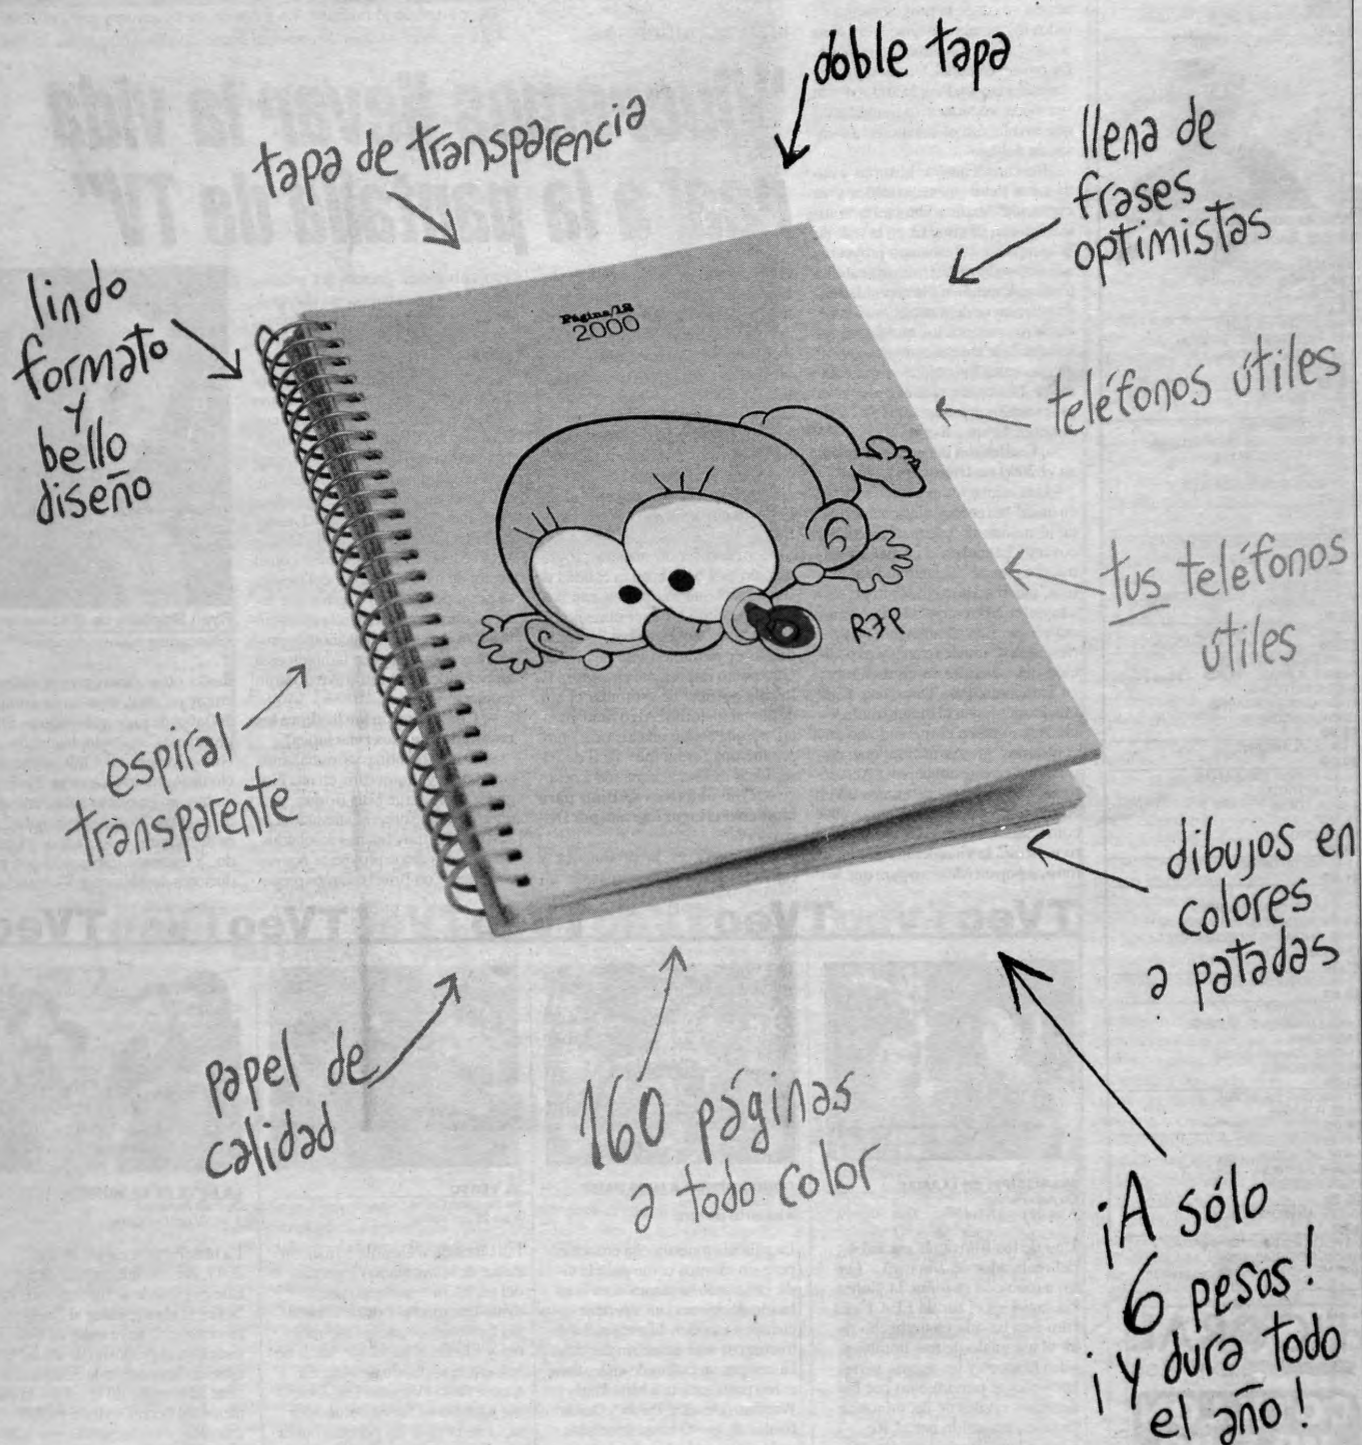 doble tapa
tapa de transparencia
llena de
frases
optimistas
lindo
formato
y
bello
diseño
Página/12
2000
teléfonos útiles
tus teléfonos
útiles
REP
espiral
transparente
dibujos en
colores
a patadas
papel de
calidad
160 páginas
a todo color
¡A sólo
6 pesos!
¡Y dura todo
el año!